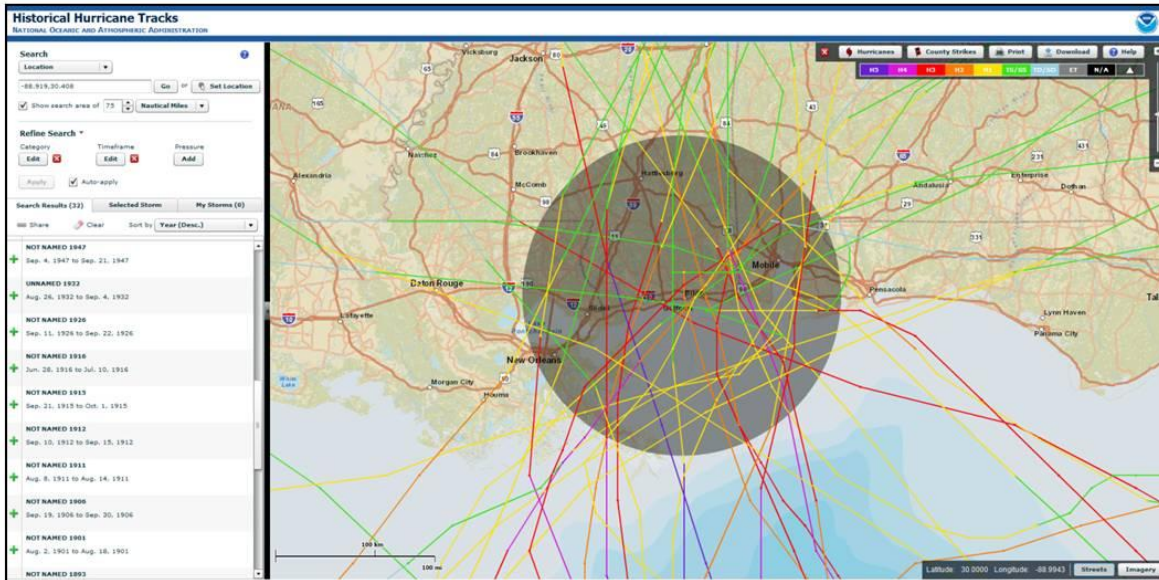 Historical Hurricane Tracks
NATIONAL OCEANIC AND ATMOSPHERIC ADMINISTRATION
Search
Location
-88.919,30.408
Go or Set Location
Show search area of 75 Nautical Miles
Refine Search
Category Timeframe Pressure
Edit Edit Add
Apply Auto-apply
Search Results (32) Selected Storm My Storms (0)
Share Clear Sort by Year (Desc.)
NOT NAMED 1947
Sep. 4, 1947 to Sep. 21, 1947
UNNAMED 1932
Aug. 26, 1932 to Sep. 4, 1932
NOT NAMED 1926
Sep. 11, 1926 to Sep. 22, 1926
NOT NAMED 1916
Jun. 28, 1916 to Jul. 10, 1916
NOT NAMED 1915
Sep. 21, 1915 to Oct. 1, 1915
NOT NAMED 1912
Sep. 10, 1912 to Sep. 15, 1912
NOT NAMED 1911
Aug. 8, 1911 to Aug. 14, 1911
NOT NAMED 1906
Sep. 19, 1906 to Sep. 30, 1906
NOT NAMED 1901
Aug. 2, 1901 to Aug. 18, 1901
NOT NAMED 1893
Hurricanes County Strikes Print Download Help
H5 H4 H3 H2 H1 TS/SS TD/SD ET N/A
Vicksburg
Jackson
Natchez
Brookhaven
Alexandria
McComb
Hattiesburg
Andalusia
Enterprise
Dothan
Mobile
Baton Rouge
Lafayette
Pensacola
Lynn Haven
Panama City
New Orleans
Morgan City
Houma
100 km
100 mi
Latitude: 30.0000 Longitude: -88.9943 Streets Imagery